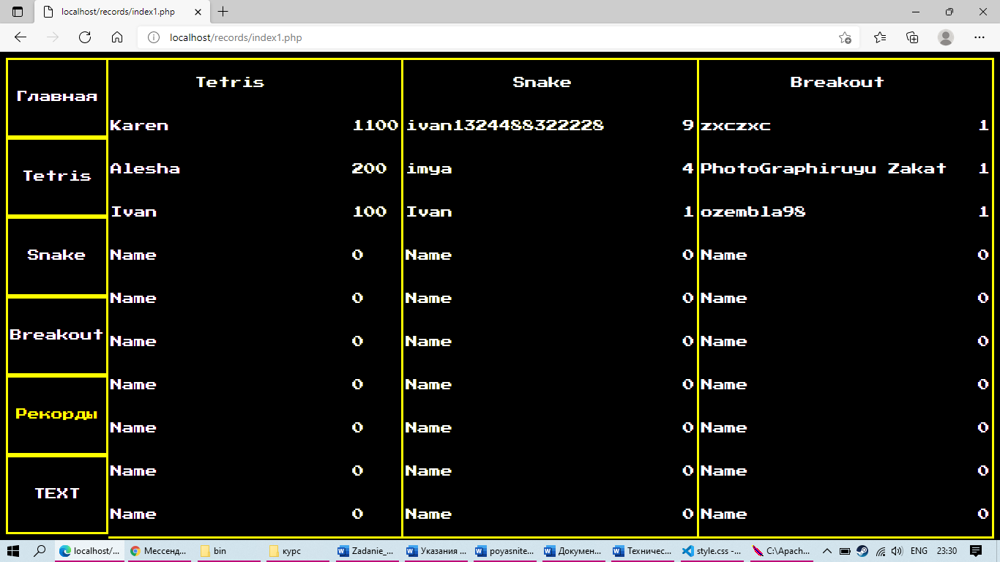 localhost/records/index1.php
localhost/records/index1.php
Главная
Tetris
Snake
Breakout
Рекорды
TEXT
Tetris Snake Breakout
Karen 1100 ivan1324488322228 9 zxczxc 1
Alesha 200 imya 4 PhotoGraphiruyu Zakat 1
Ivan 100 Ivan 1 ozembla98 1
Name 0 Name 0 Name 0
Name 0 Name 0 Name 0
Name 0 Name 0 Name 0
Name 0 Name 0 Name 0
Name 0 Name 0 Name 0
Name 0 Name 0 Name 0
Name 0 Name 0 Name 0
localhost/... Мессенд... bin курс Zadanie_... Указания ... poyasnite... Докумен... Техничес... style.css -... C:\Apach... ENG 23:30